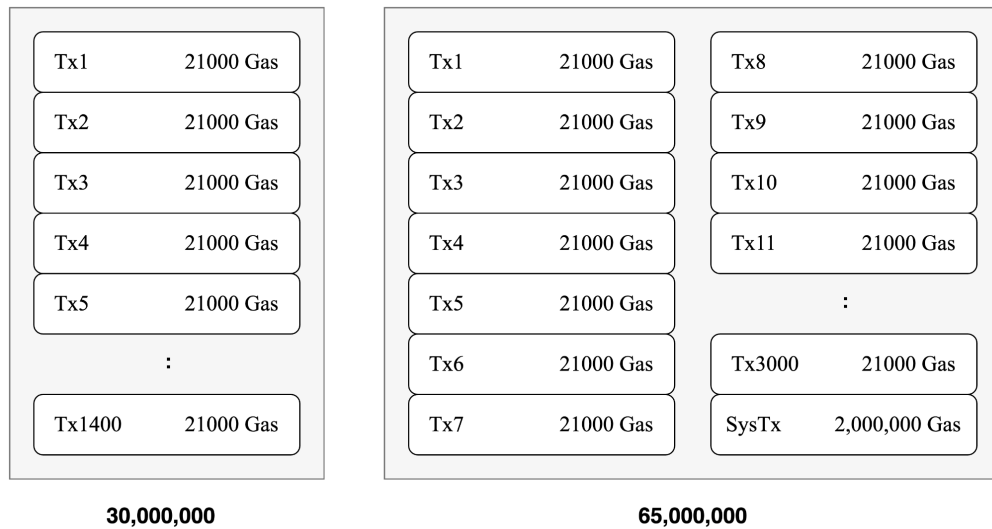 Tx1 21000 Gas
Tx2 21000 Gas
Tx3 21000 Gas
Tx4 21000 Gas
Tx5 21000 Gas
:
Tx1400 21000 Gas
30,000,000
Tx1 21000 Gas
Tx2 21000 Gas
Tx3 21000 Gas
Tx4 21000 Gas
Tx5 21000 Gas
Tx6 21000 Gas
Tx7 21000 Gas
Tx8 21000 Gas
Tx9 21000 Gas
Tx10 21000 Gas
Tx11 21000 Gas
:
Tx3000 21000 Gas
SysTx 2,000,000 Gas
65,000,000